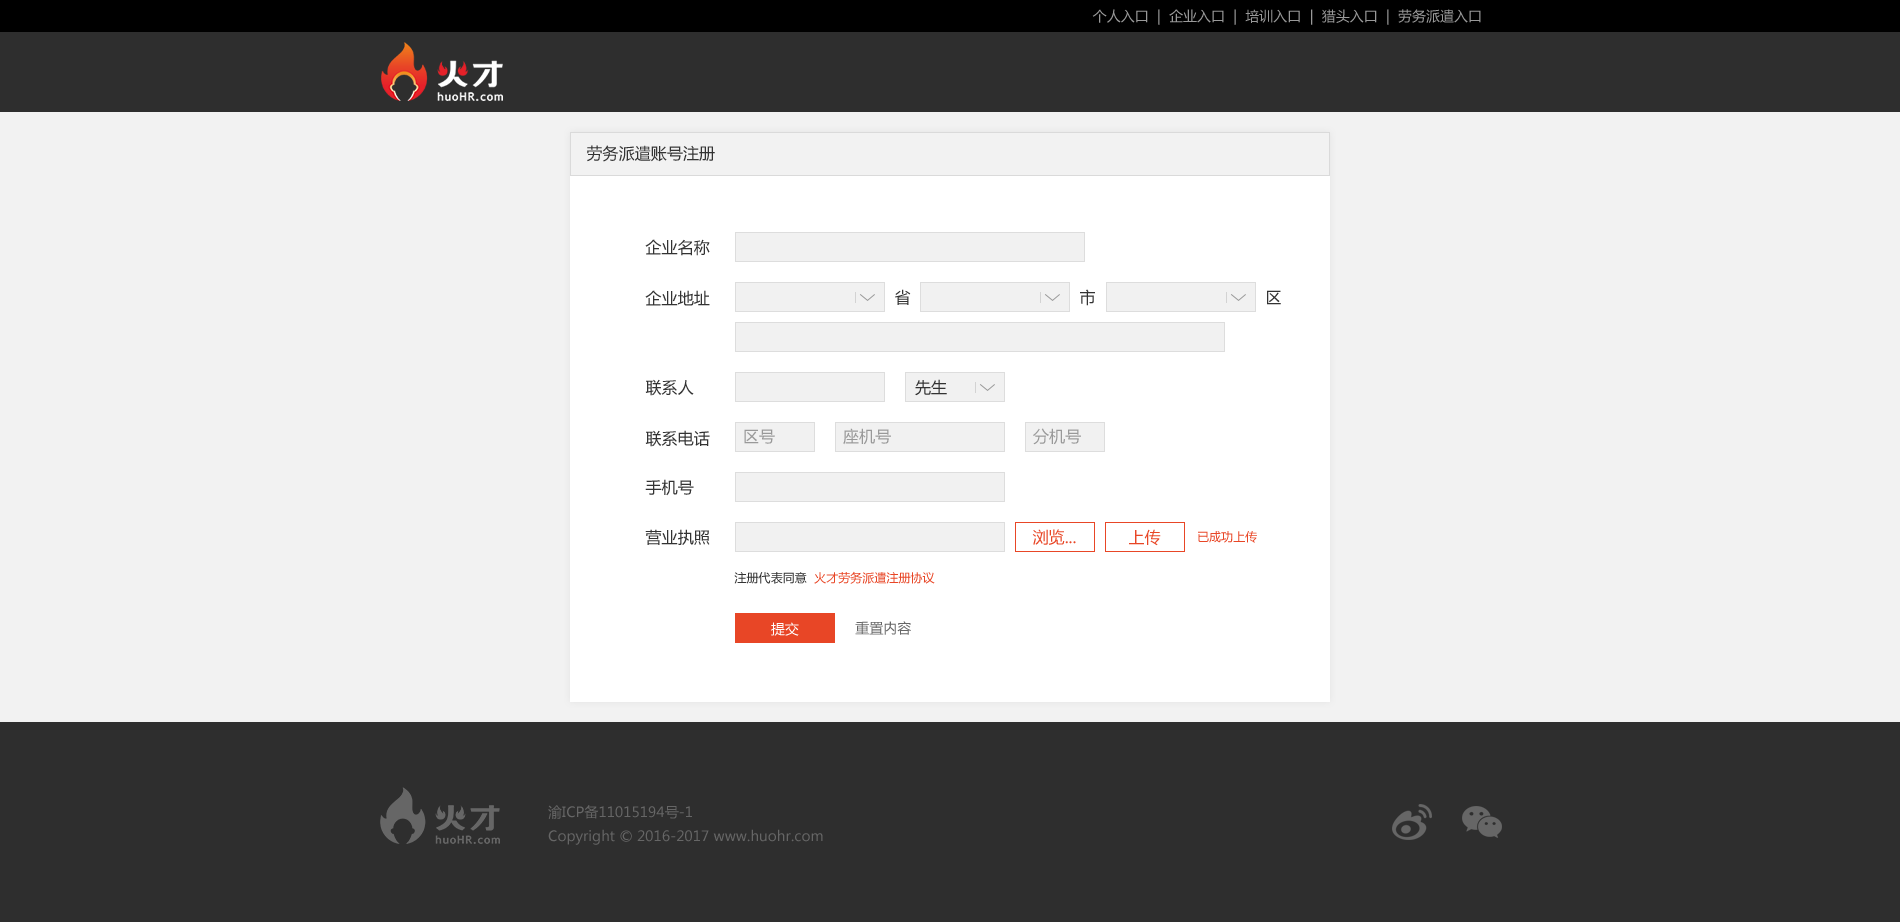 个人入口 | 企业入口 | 培训入口 | 猎头入口 | 劳务派遣入口
火才
huoHR.com
劳务派遣账号注册
企业名称
企业地址 省 市 区
联系人 先生
联系电话 区号 座机号 分机号
手机号
营业执照 浏览... 上传 已成功上传
注册代表同意 火才劳务派遣注册协议
提交 重置内容
火才
huoHR.com
渝ICP备11015194号-1
Copyright © 2016-2017 www.huohr.com